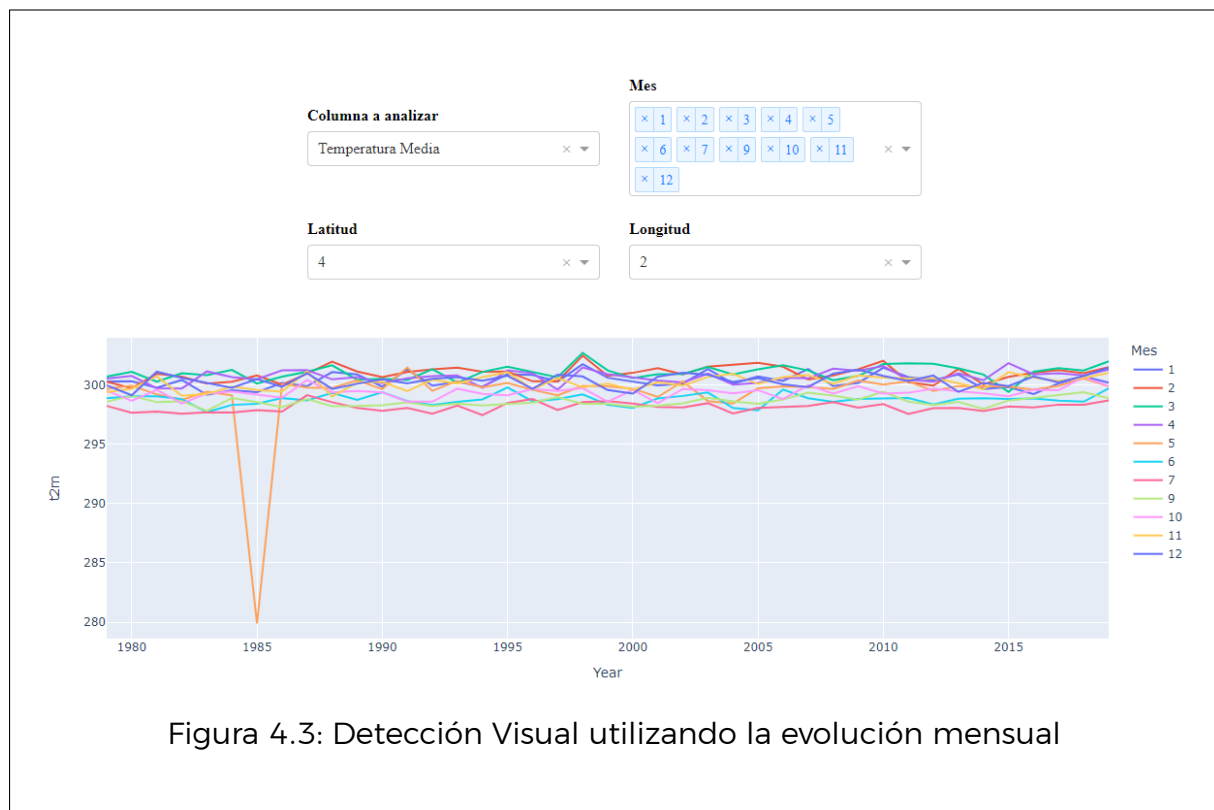 Columna a analizar
Temperatura Media
× 
Mes
× 1 × 2 × 3 × 4 × 5
× 6 × 7 × 9 × 10 × 11 ×
× 12
Latitud
4 ×
Longitud
2 ×
t2m
300
295
290
285
280
1980 1985 1990 1995 2000 2005 2010 2015
Year
Mes
1
2
3
4
5
6
7
9
10
11
12
Figura 4.3: Detección Visual utilizando la evolución mensual